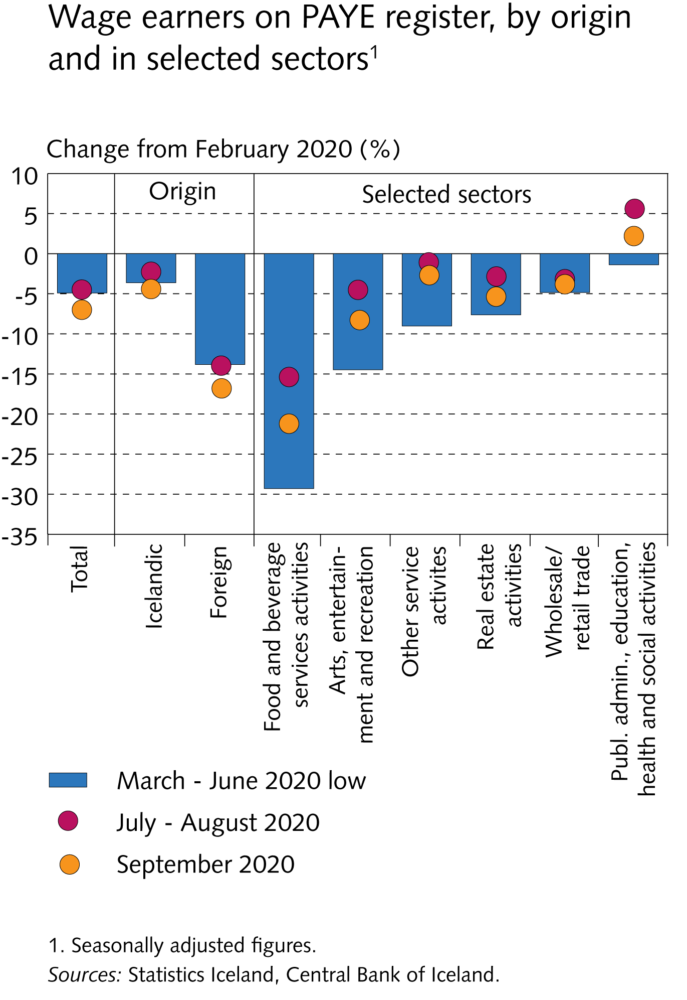 Wage earners on PAYE register, by origin
and in selected sectors¹
Change from February 2020 (%)
10
5
0
-5
-10
-15
-20
-25
-30
-35
Origin
Selected sectors
Total
Icelandic
Foreign
Food and beverage
services activities
Arts, entertain-
ment and recreation
Other service
activites
Real estate
activities
Wholesale/
retail trade
Publ. admin., education,
health and social activities
March - June 2020 low
July - August 2020
September 2020
1. Seasonally adjusted figures.
Sources: Statistics Iceland, Central Bank of Iceland.